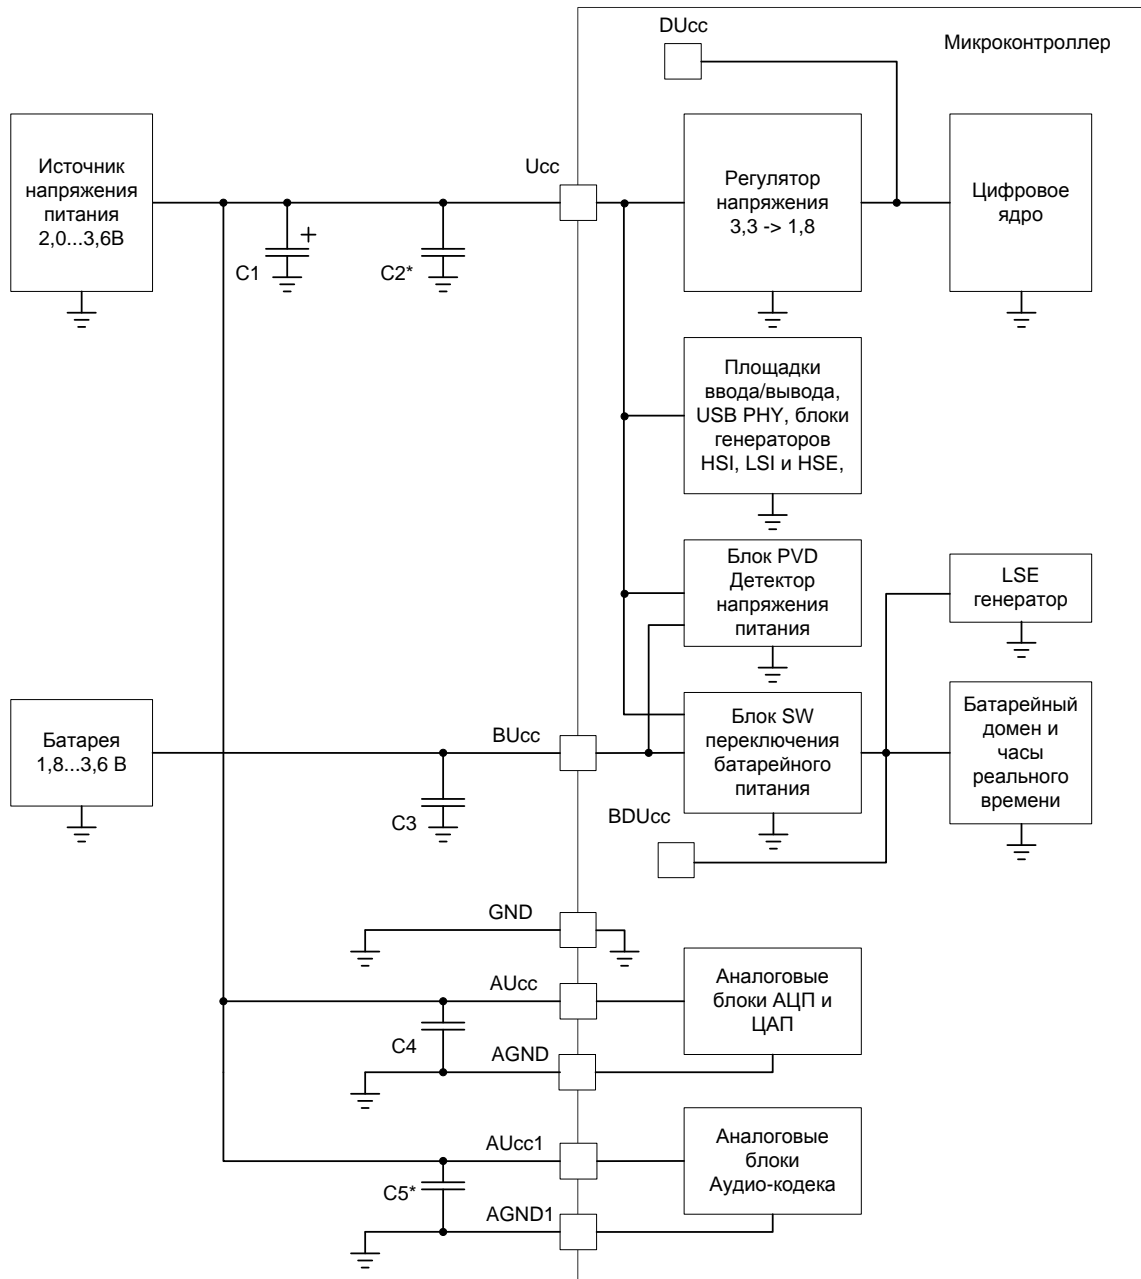 DUcc
Микроконтроллер
Ucc
Источник
напряжения
питания
2,0...3,6В
Регулятор
напряжения
3,3 -> 1,8
Цифровое
ядро
+
C1
C2*
Площадки
ввода/вывода,
USB PHY, блоки
генераторов
HSI, LSI и HSE,
Блок PVD
Детектор
напряжения
питания
LSE
генератор
Батарея
1,8...3,6 В
BUcc
Блок SW
переключения
батарейного
питания
Батарейный
домен и
часы
реального
времени
C3
BDUcc
GND
AUcc
Аналоговые
блоки АЦП и
ЦАП
C4
AGND
AUcc1
Аналоговые
блоки
Аудио-кодека
C5*
AGND1